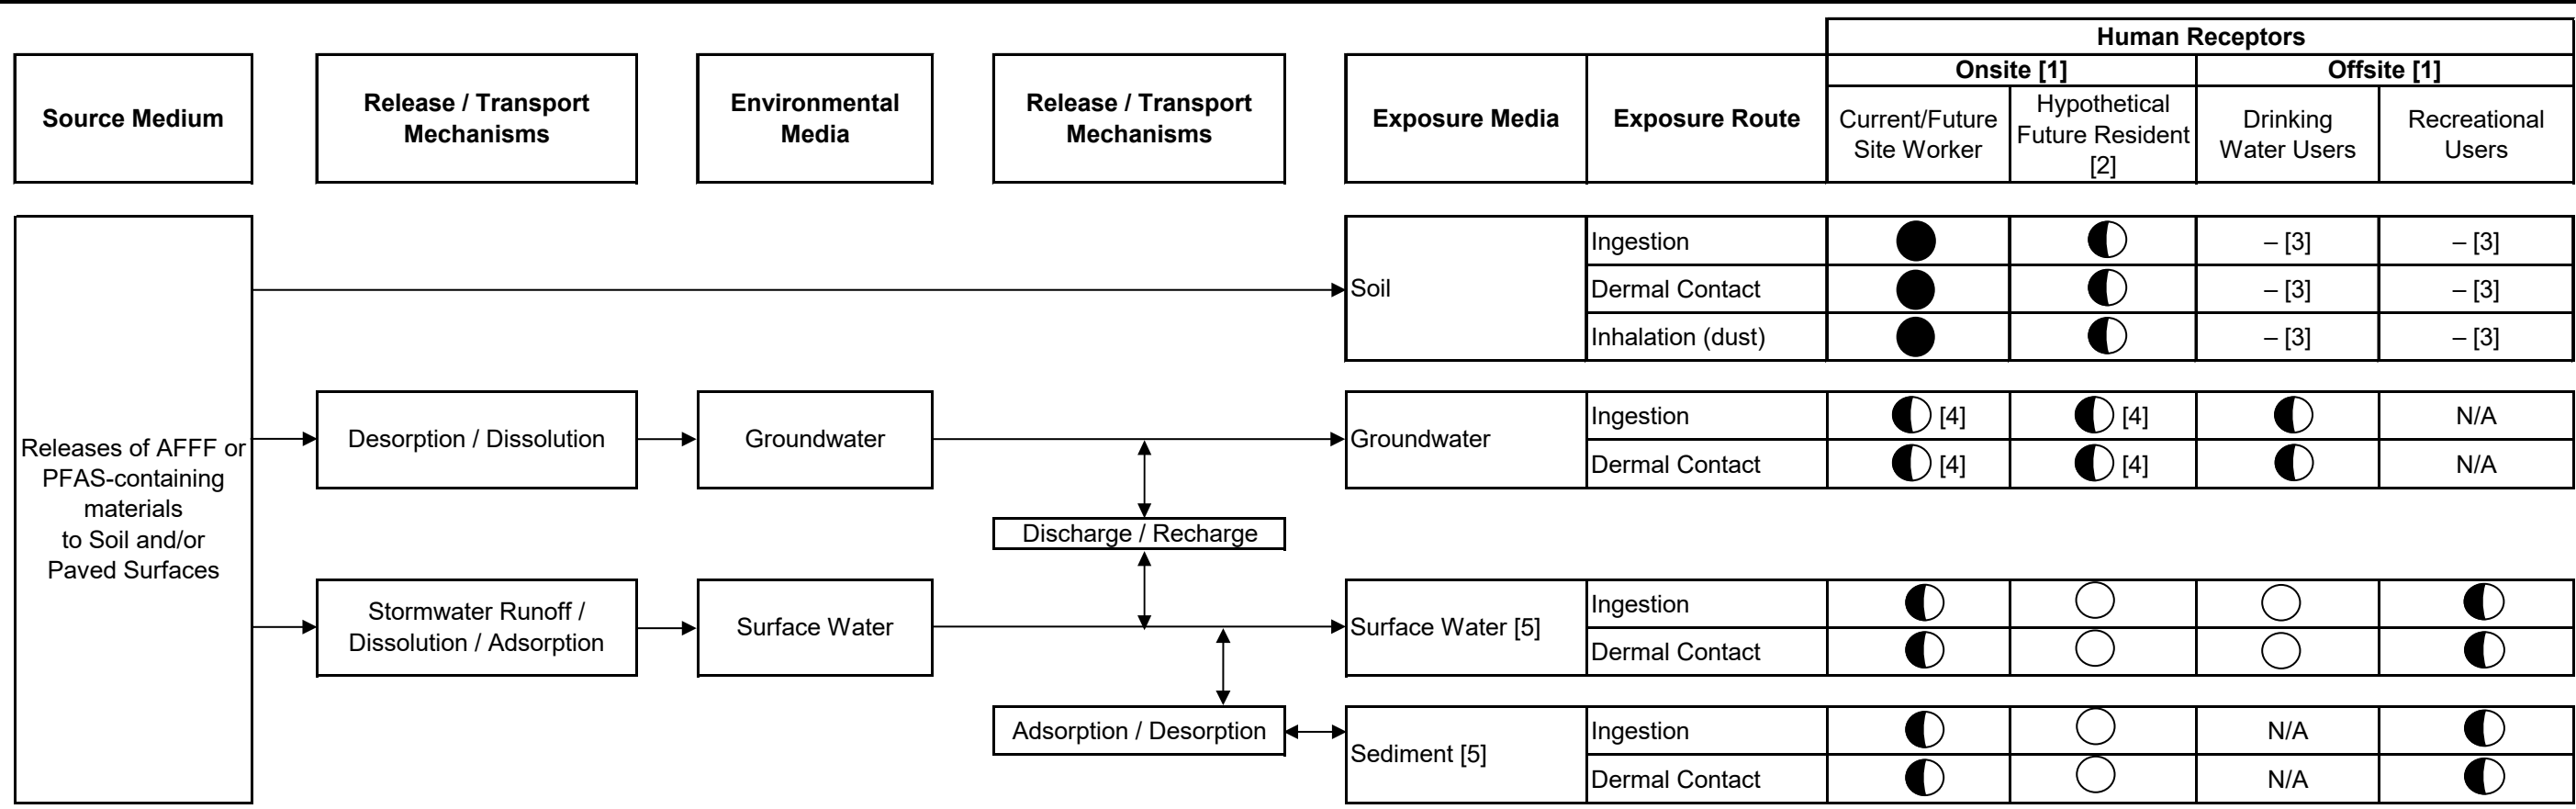 Human Receptors
Onsite [1]
Offsite [1]
Source Medium
Release / Transport
Mechanisms
Environmental
Media
Release / Transport
Mechanisms
Exposure Media
Exposure Route
Current/Future
Site Worker
Hypothetical
Future Resident
[2]
Drinking
Water Users
Recreational
Users
Releases of AFFF or
PFAS-containing
materials
to Soil and/or
Paved Surfaces
Soil
Ingestion
– [3]
– [3]
Dermal Contact
– [3]
– [3]
Inhalation (dust)
– [3]
– [3]
Desorption / Dissolution
Groundwater
Groundwater
Ingestion
[4]
[4]
N/A
Dermal Contact
[4]
[4]
N/A
Discharge / Recharge
Stormwater Runoff /
Dissolution / Adsorption
Surface Water
Surface Water [5]
Ingestion
Dermal Contact
Adsorption / Desorption
Sediment [5]
Ingestion
N/A
Dermal Contact
N/A